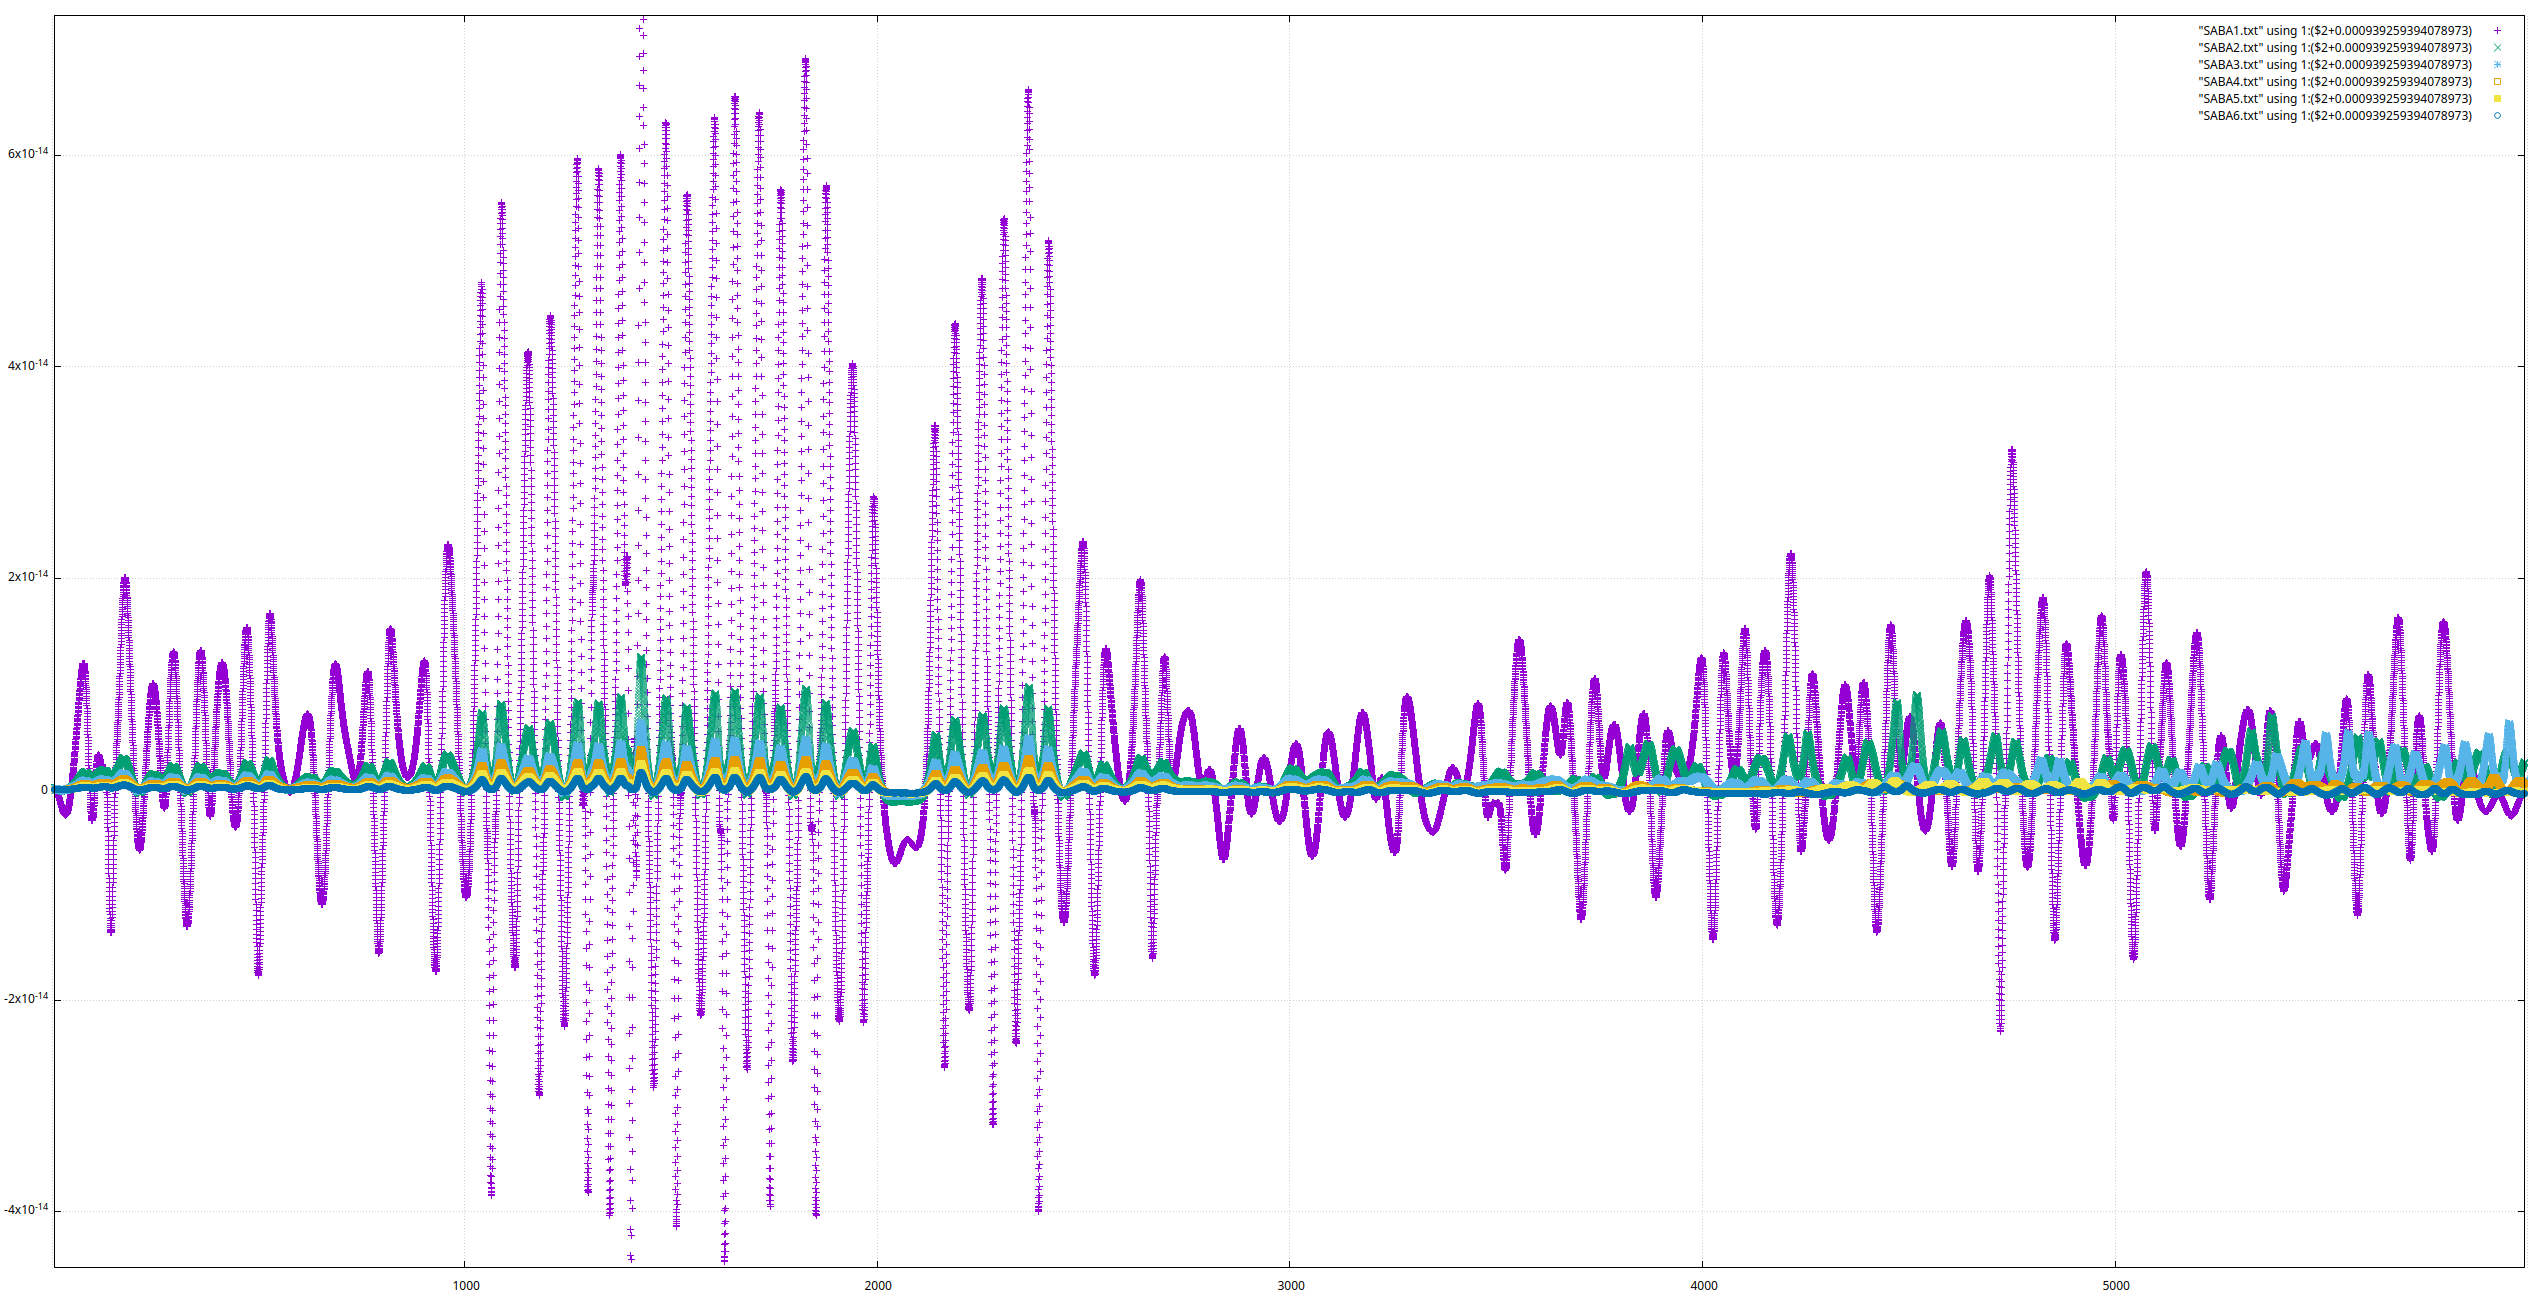 "SABA1.txt" using 1:($2+0.000939259394078973)
"SABA2.txt" using 1:($2+0.000939259394078973)
"SABA3.txt" using 1:($2+0.000939259394078973)
"SABA4.txt" using 1:($2+0.000939259394078973)
"SABA5.txt" using 1:($2+0.000939259394078973)
"SABA6.txt" using 1:($2+0.000939259394078973)
6x10-14
4x10-14
2x10-14
0
-2x10-14
-4x10-14
1000 2000 3000 4000 5000